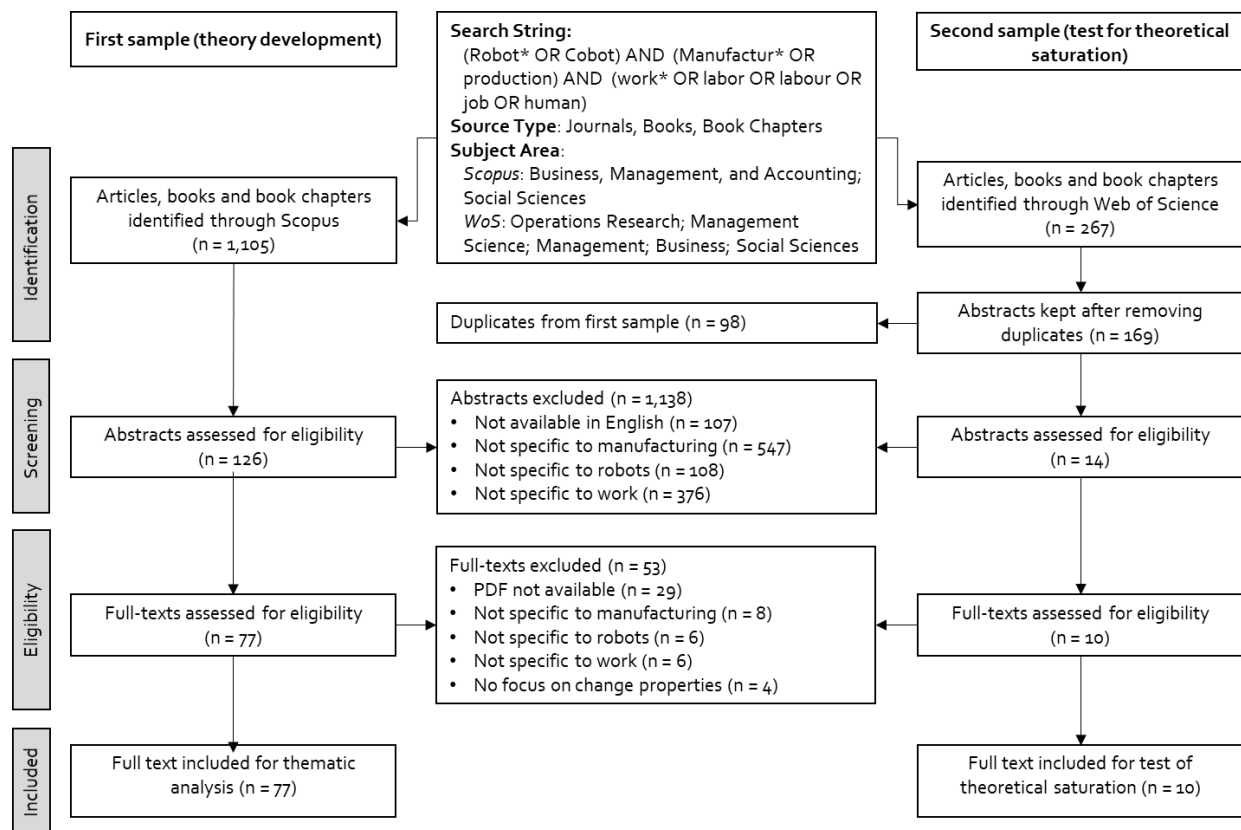 First sample (theory development)
Search String:
(Robot* OR Cobot) AND (Manufactur* OR
production) AND (work* OR labor OR labour OR
job OR human)
Source Type: Journals, Books, Book Chapters
Subject Area:
Scopus: Business, Management, and Accounting;
Social Sciences
WoS: Operations Research; Management
Science; Management; Business; Social Sciences
Second sample (test for theoretical
saturation)
Identification
Articles, books and book chapters
identified through Scopus
(n = 1,105)
Articles, books and book chapters
identified through Web of Science
(n = 267)
Duplicates from first sample (n = 98)
Abstracts kept after removing
duplicates (n = 169)
Screening
Abstracts assessed for eligibility
(n = 126)
Abstracts excluded (n = 1,138)
• Not available in English (n = 107)
• Not specific to manufacturing (n = 547)
• Not specific to robots (n = 108)
• Not specific to work (n = 376)
Abstracts assessed for eligibility
(n = 14)
Eligibility
Full-texts assessed for eligibility
(n = 77)
Full-texts excluded (n = 53)
• PDF not available (n = 29)
• Not specific to manufacturing (n = 8)
• Not specific to robots (n = 6)
• Not specific to work (n = 6)
• No focus on change properties (n = 4)
Full-texts assessed for eligibility
(n = 10)
Included
Full text included for thematic
analysis (n = 77)
Full text included for test of
theoretical saturation (n = 10)